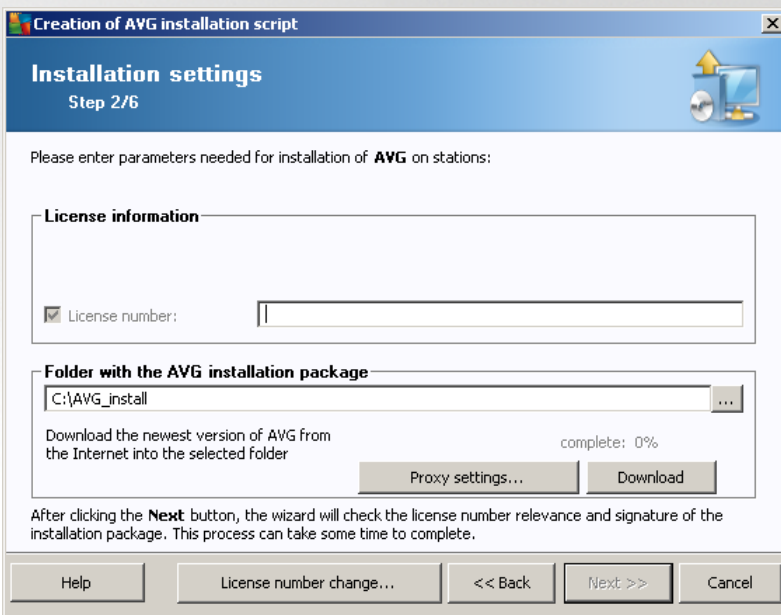 Creation of AVG installation script
Installation settings
Step 2/6
Please enter parameters needed for installation of AVG on stations:
License information
License number:
Folder with the AVG installation package
C:\AVG_install
...
Download the newest version of AVG from
the Internet into the selected folder
complete: 0%
Proxy settings...
Download
After clicking the Next button, the wizard will check the license number relevance and signature of the
installation package. This process can take some time to complete.
Help
License number change...
<< Back
Next >>
Cancel